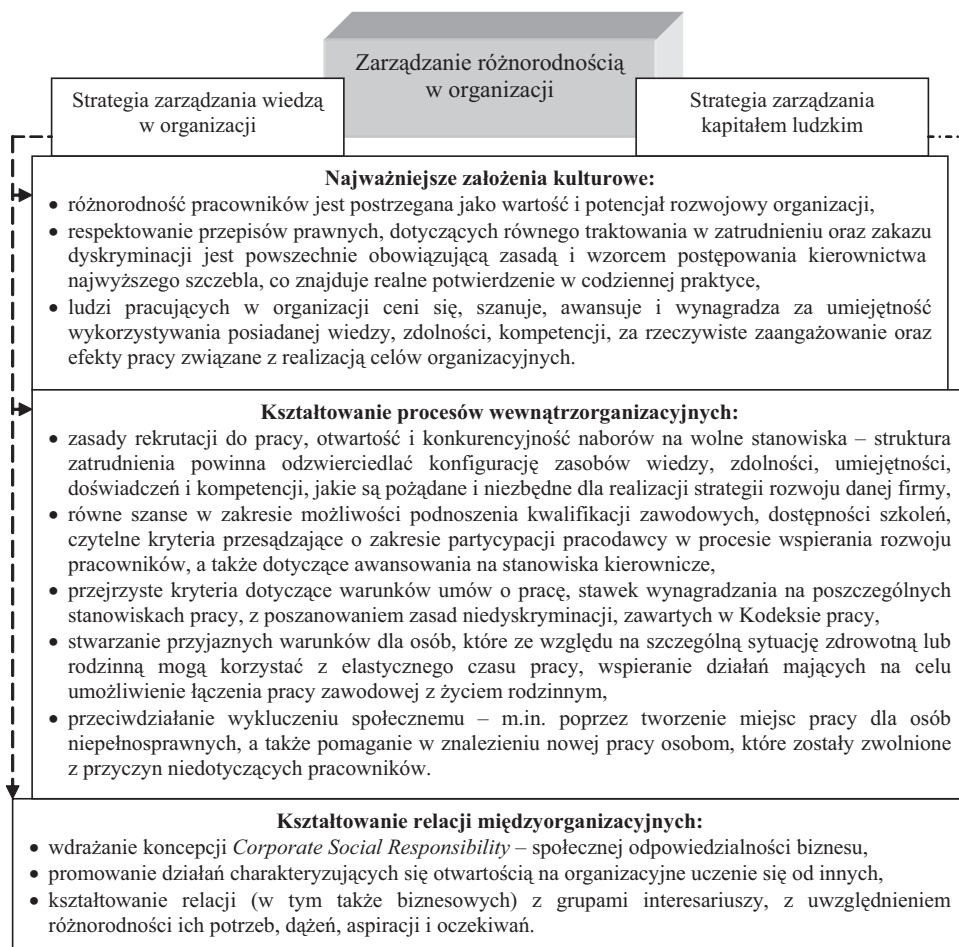 Zarządzanie różnorodnością
w organizacji
Strategia zarządzania wiedzą
w organizacji
Strategia zarządzania
kapitałem ludzkim
Najważniejsze założenia kulturowe:
• różnorodność pracowników jest postrzegana jako wartość i potencjał rozwojowy organizacji,
• respektowanie przepisów prawnych, dotyczących równego traktowania w zatrudnieniu oraz zakazu
dyskryminacji jest powszechnie obowiązującą zasadą i wzorcem postępowania kierownictwa
najwyższego szczebla, co znajduje realne potwierdzenie w codziennej praktyce,
• ludzi pracujących w organizacji ceni się, szanuje, awansuje i wynagradza za umiejętność
wykorzystywania posiadanej wiedzy, zdolności, kompetencji, za rzeczywiste zaangażowanie oraz
efekty pracy związane z realizacją celów organizacyjnych.
Kształtowanie procesów wewnątrzorganizacyjnych:
• zasady rekrutacji do pracy, otwartość i konkurencyjność naborów na wolne stanowiska – struktura
zatrudnienia powinna odzwierciedlać konfigurację zasobów wiedzy, zdolności, umiejętności,
doświadczeń i kompetencji, jakie są pożądane i niezbędne dla realizacji strategii rozwoju danej firmy,
• równe szanse w zakresie możliwości podnoszenia kwalifikacji zawodowych, dostępności szkoleń,
czytelne kryteria przesądzające o zakresie partycypacji pracodawcy w procesie wspierania rozwoju
pracowników, a także dotyczące awansowania na stanowiska kierownicze,
• przejrzyste kryteria dotyczące warunków umów o pracę, stawek wynagradzania na poszczególnych
stanowiskach pracy, z poszanowaniem zasad niedyskryminacji, zawartych w Kodeksie pracy,
• stwarzanie przyjaznych warunków dla osób, które ze względu na szczególną sytuację zdrowotną lub
rodzinną mogą korzystać z elastycznego czasu pracy, wspieranie działań mających na celu
umożliwienie łączenia pracy zawodowej z życiem rodzinnym,
• przeciwdziałanie wykluczeniu społecznemu – m.in. poprzez tworzenie miejsc pracy dla osób
niepełnosprawnych, a także pomaganie w znalezieniu nowej pracy osobom, które zostały zwolnione
z przyczyn niedotyczących pracowników.
Kształtowanie relacji międzyorganizacyjnych:
• wdrażanie koncepcji Corporate Social Responsibility – społecznej odpowiedzialności biznesu,
• promowanie działań charakteryzujących się otwartością na organizacyjne uczenie się od innych,
• kształtowanie relacji (w tym także biznesowych) z grupami interesariuszy, z uwzględnieniem
różnorodności ich potrzeb, dążeń, aspiracji i oczekiwań.